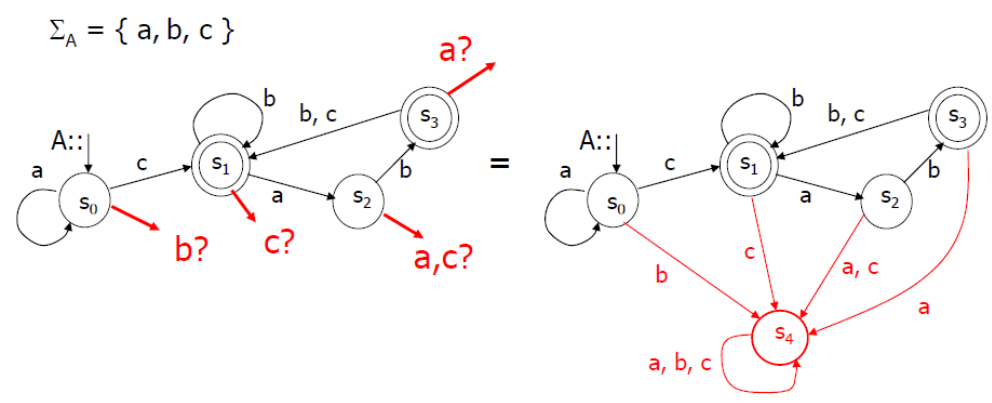 Σ_A = { a, b, c }
a?
b
b, c
s₃
A::
a
c
s₁
a
s₂
b
s₀
b?
c?
a,c?
=
b
b, c
s₃
A::
a
c
s₁
a
s₂
b
s₀
b
c
a, c
a
s₄
a, b, c